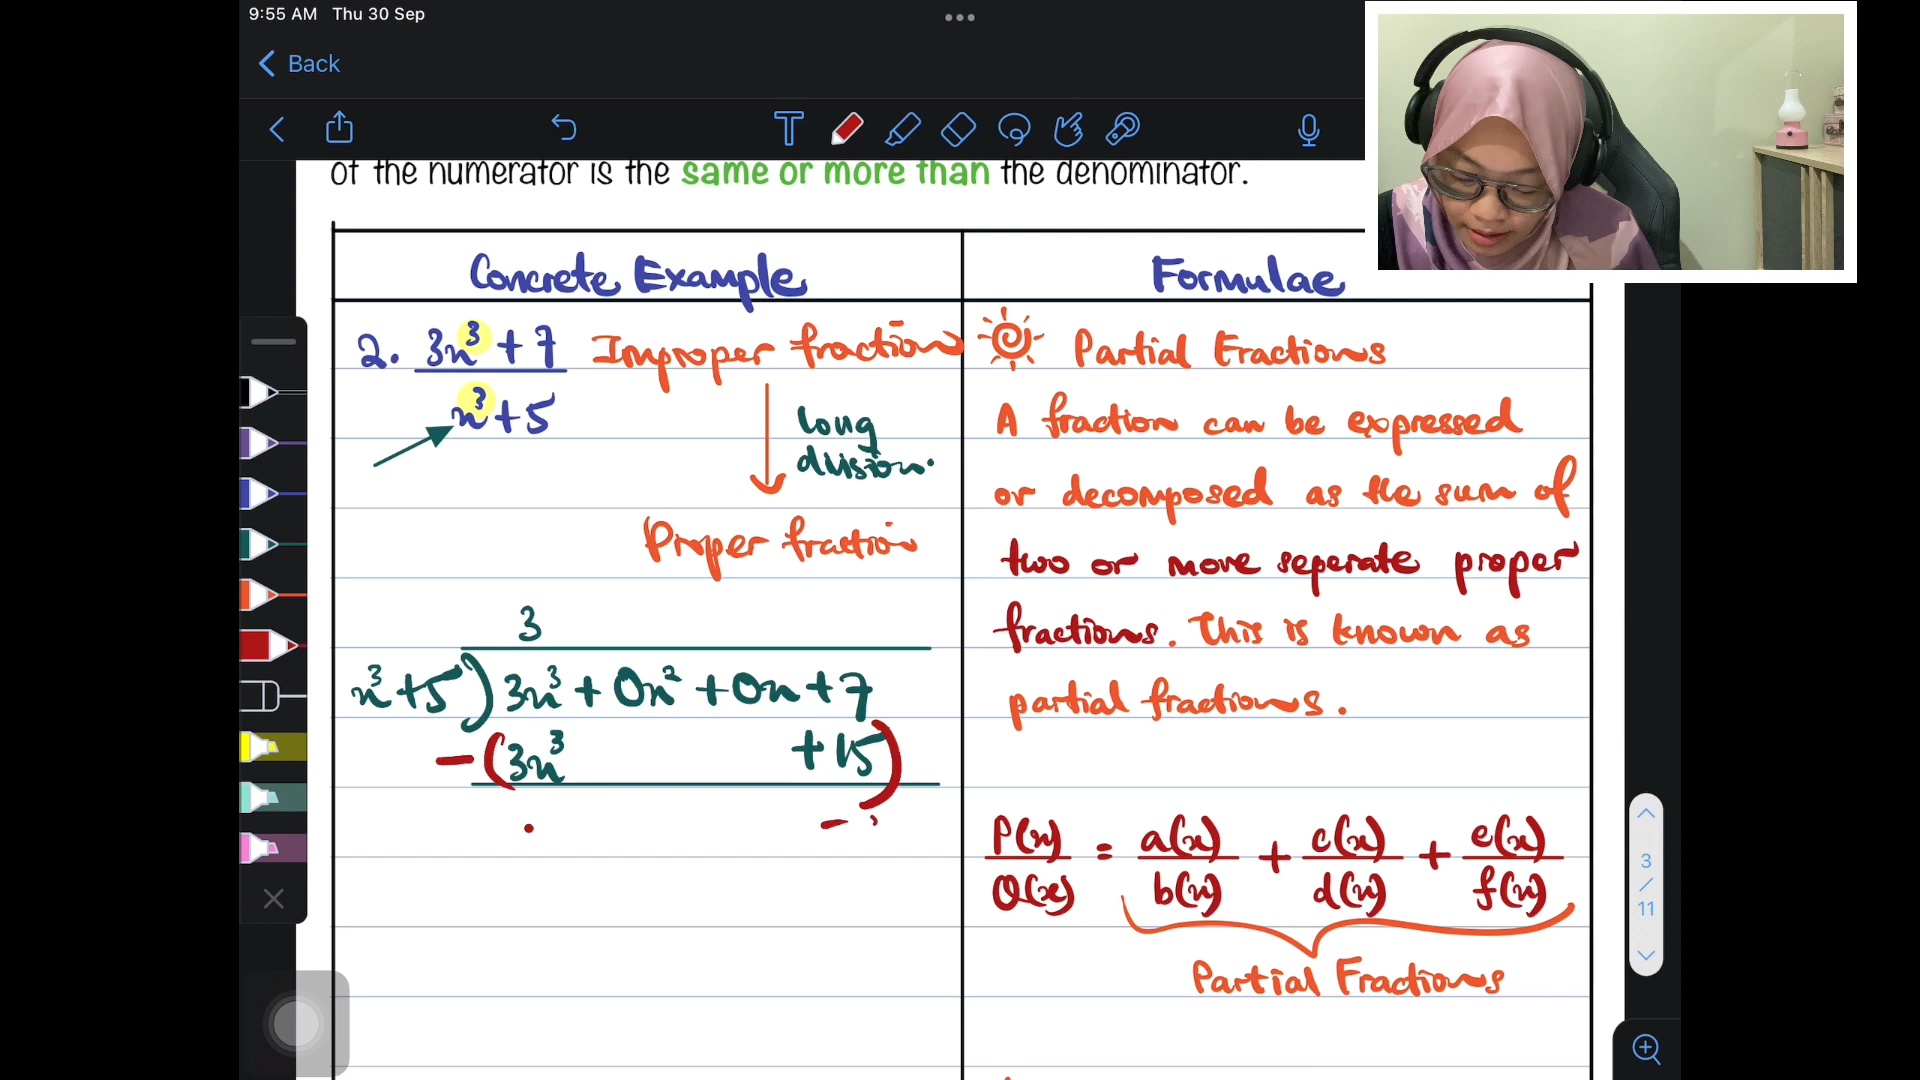 9:55 AM Thu 30 Sep
Back
of the numerator is the same or more than the denominator.
Concrete Example
2. 3x³ + 7 Improper fraction
x³ + 5
long
division.
Proper fraction
3
x³ + 5 ) 3x³ + 0x² + 0x + 7
- ( 3x³ + 15 )
-
Formulae
Partial Fractions
A fraction can be expressed
or decomposed as the sum of
two or more seperate proper
fractions. This is known as
partial fractions.
P(x) = a(x) + c(x) + e(x)
Q(x) b(x) d(x) f(x)
Partial Fractions
3
/
11